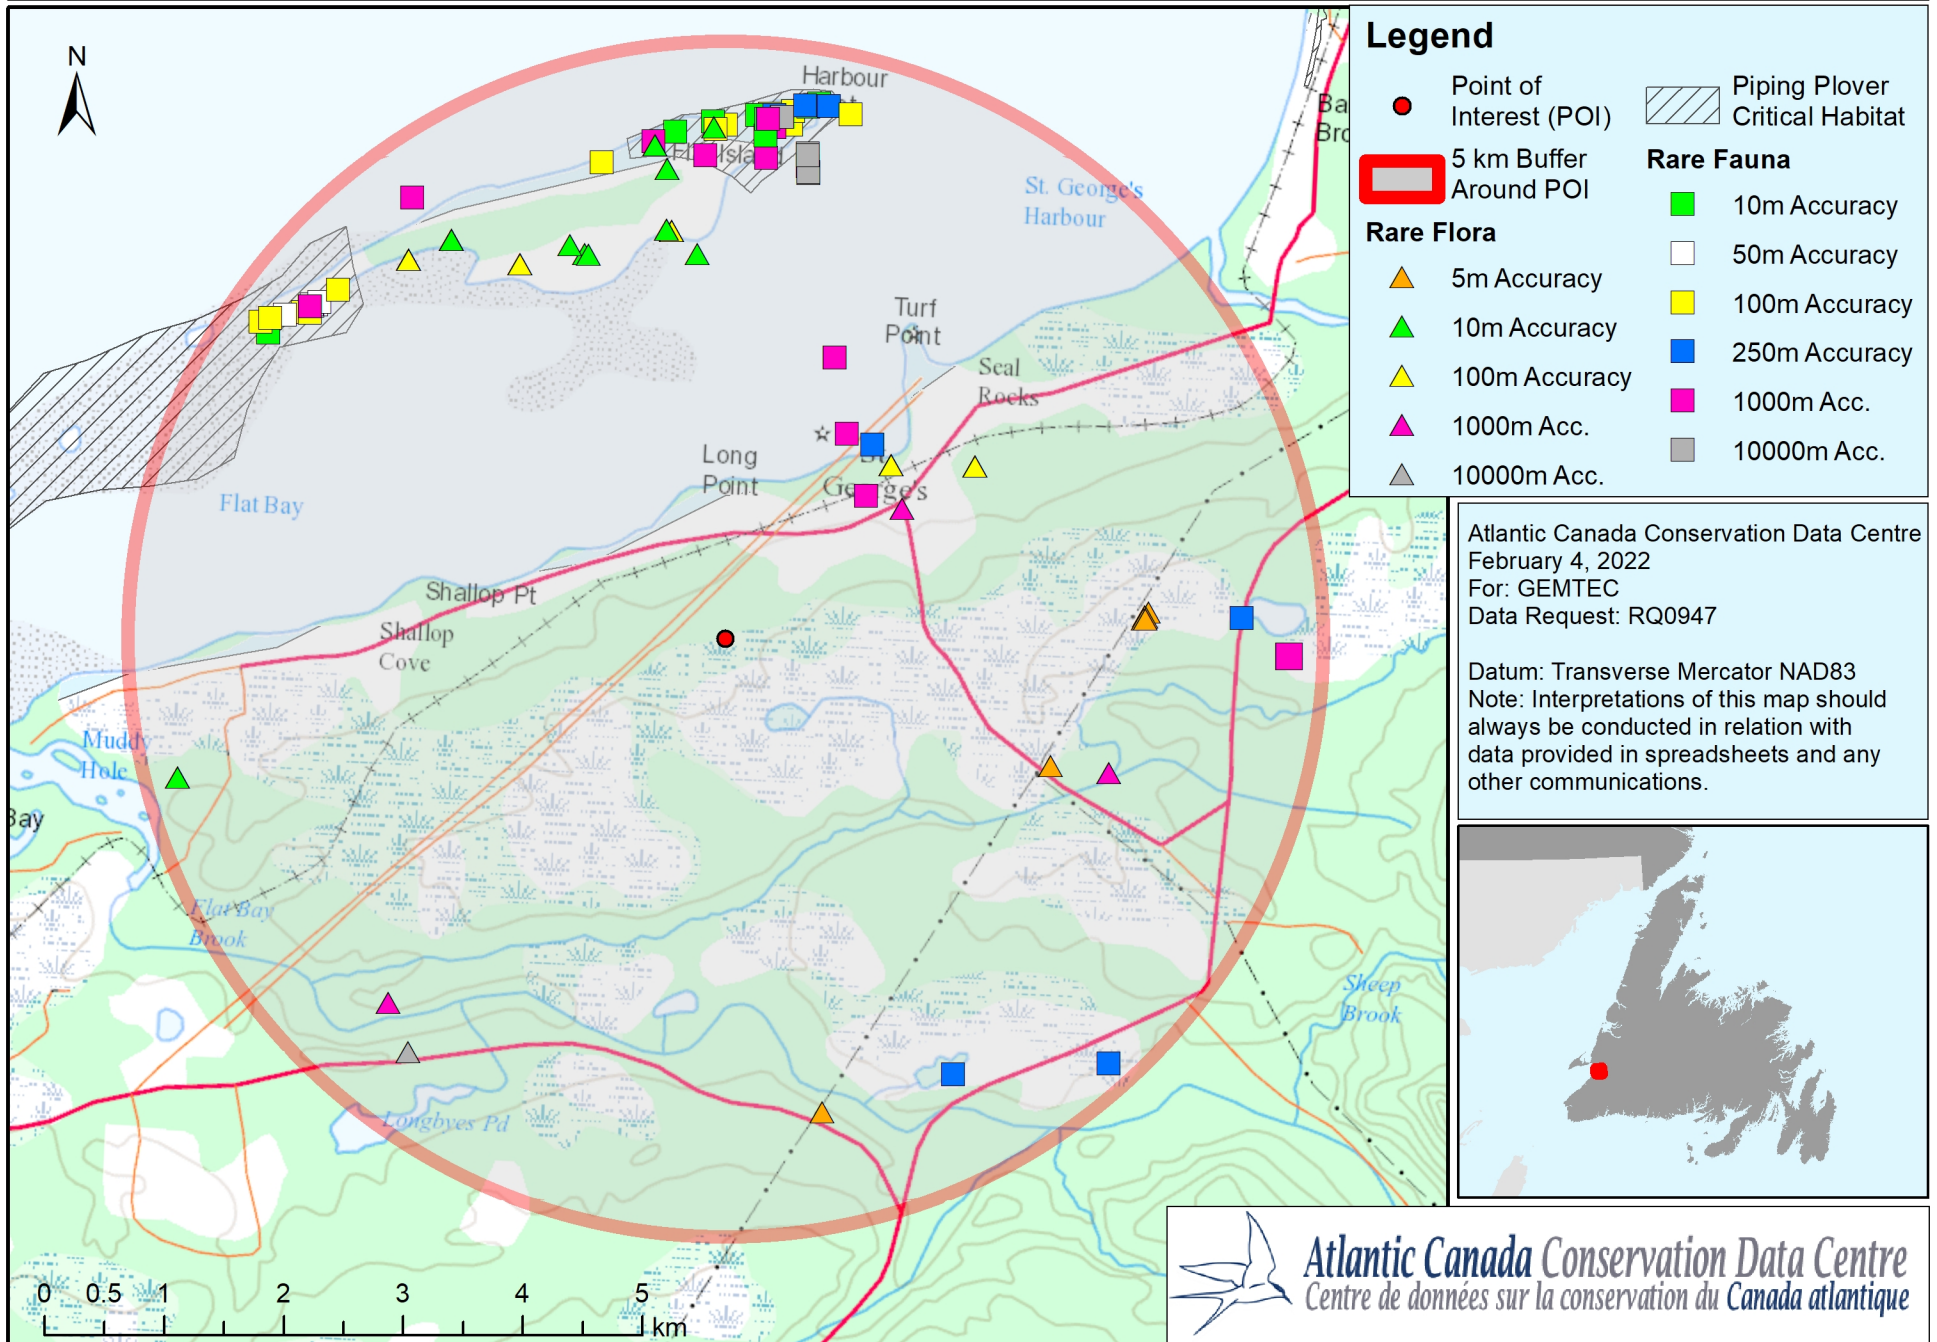 N
Harbour
Flat Island
St. George's
Harbour
Ba
Bro
Turf
Point
Seal
Rocks
Long
Point
St.
George's
Flat Bay
Shallop Pt
Shallop
Cove
Muddy
Hole
Bay
Flat Bay
Brook
Sheep
Brook
Longbyes Pd
0 0.5 1 2 3 4 5
km
Legend
Point of
Interest (POI)
5 km Buffer
Around POI
Rare Flora
5m Accuracy
10m Accuracy
100m Accuracy
1000m Acc.
10000m Acc.
Piping Plover
Critical Habitat
Rare Fauna
10m Accuracy
50m Accuracy
100m Accuracy
250m Accuracy
1000m Acc.
10000m Acc.
Atlantic Canada Conservation Data Centre
February 4, 2022
For: GEMTEC
Data Request: RQ0947
Datum: Transverse Mercator NAD83
Note: Interpretations of this map should
always be conducted in relation with
data provided in spreadsheets and any
other communications.
Atlantic Canada Conservation Data Centre
Centre de données sur la conservation du Canada atlantique